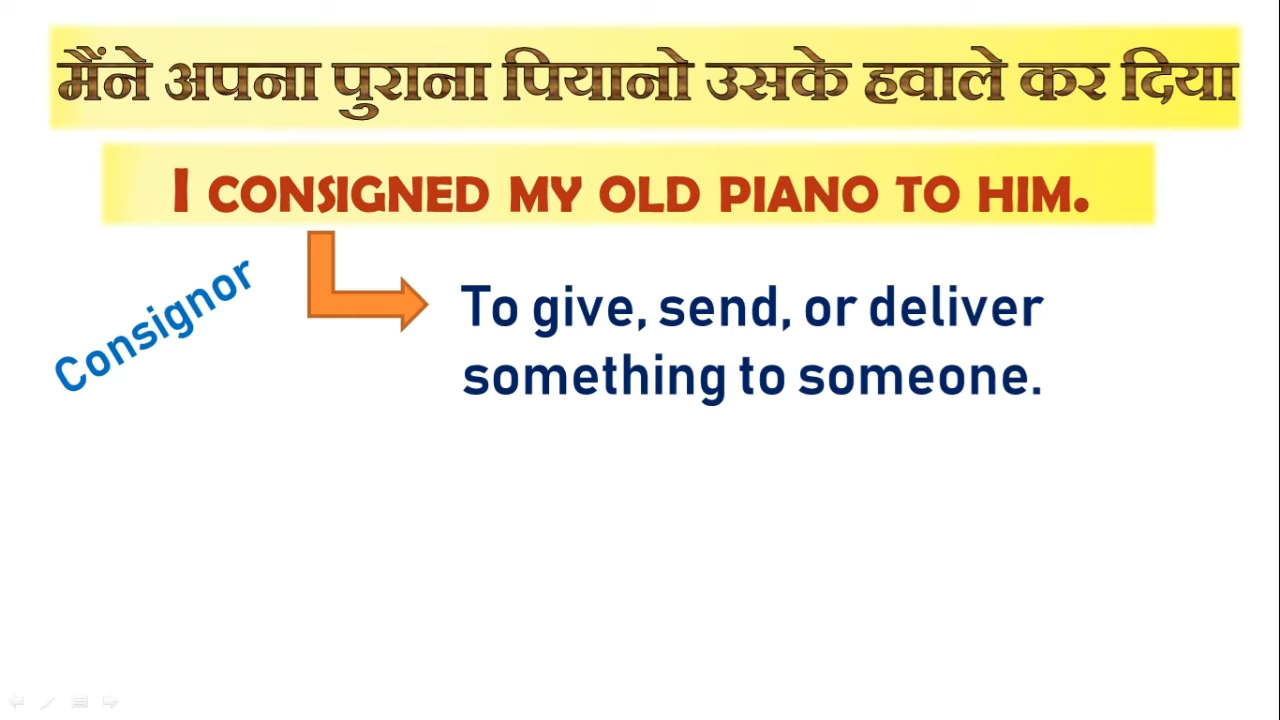 मैंने अपना पुराना पियानो उसके हवाले कर दिया
I CONSIGNED MY OLD PIANO TO HIM.
Consignor
To give, send, or deliver
something to someone.